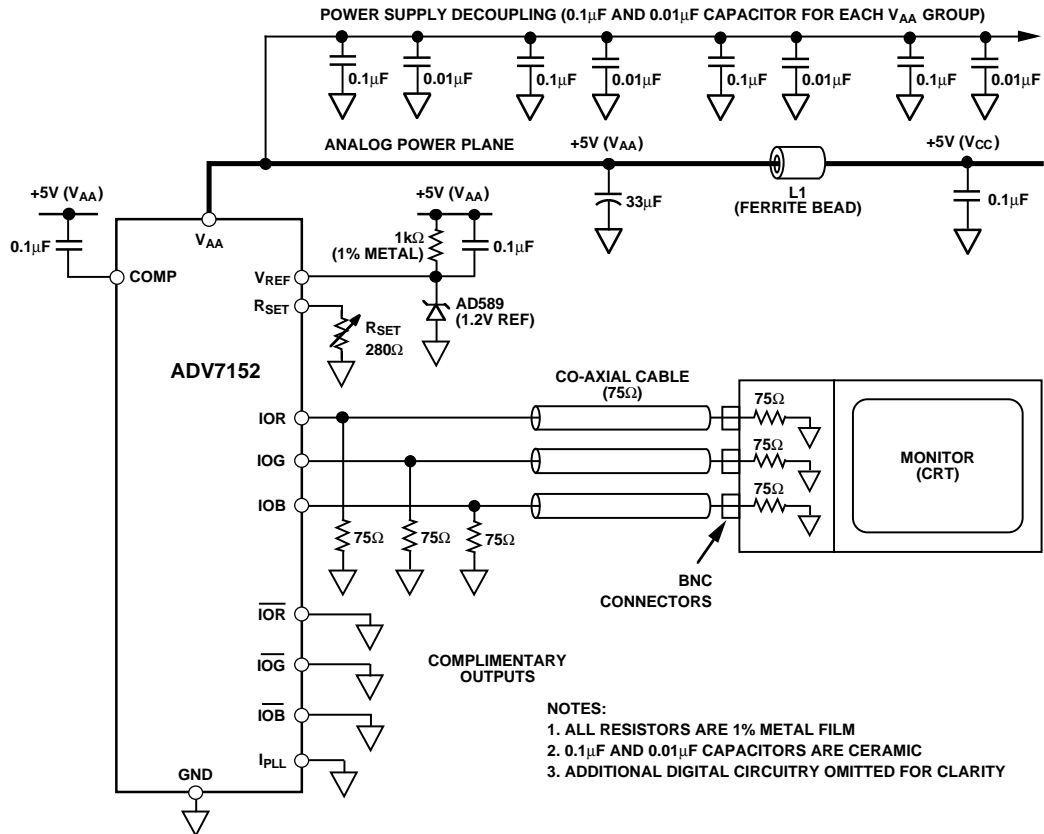 POWER SUPPLY DECOUPLING (0.1μF AND 0.01μF CAPACITOR FOR EACH VAA GROUP)
0.1μF
0.01μF
0.1μF
0.01μF
0.1μF
0.01μF
0.1μF
0.01μF
ANALOG POWER PLANE
+5V (VAA)
+5V (VCC)
33μF
L1
(FERRITE BEAD)
0.1μF
+5V (VAA)
0.1μF
VAA
COMP
+5V (VAA)
1kΩ
(1% METAL)
0.1μF
VREF
AD589
(1.2V REF)
RSET
RSET
280Ω
ADV7152
CO-AXIAL CABLE
(75Ω)
IOR
IOG
IOB
75Ω
75Ω
75Ω
75Ω
75Ω
75Ω
MONITOR
(CRT)
BNC
CONNECTORS
IOR
IOG
IOB
IPLL
GND
COMPLIMENTARY
OUTPUTS
NOTES:
1. ALL RESISTORS ARE 1% METAL FILM
2. 0.1μF AND 0.01μF CAPACITORS ARE CERAMIC
3. ADDITIONAL DIGITAL CIRCUITRY OMITTED FOR CLARITY